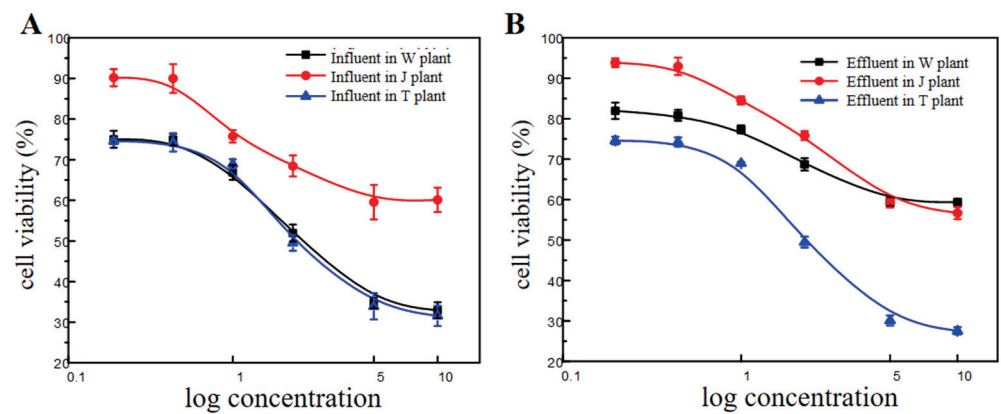 A
Influent in W plant
Influent in J plant
Influent in T plant
cell viability (%)
100
90
80
70
60
50
40
30
20
0.1
1
5
10
log concentration
B
Effluent in W plant
Effluent in J plant
Effluent in T plant
cell viability (%)
100
90
80
70
60
50
40
30
20
0.1
1
5
10
log concentration